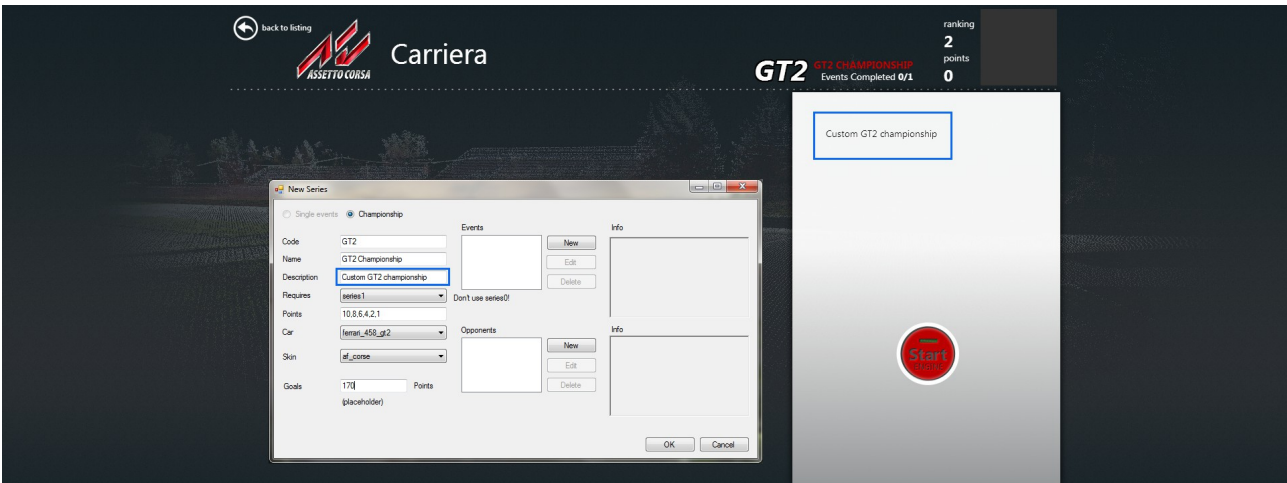 back to listing
ASSETTO CORSA
Carriera
GT2
GT2 CHAMPIONSHIP
Events Completed 0/1
ranking
2
points
0
Custom GT2 championship
New Series
Single events
Championship
Code
GT2
Name
GT2 Championship
Description
Custom GT2 championship
Requires
series1
Don't use series0!
Points
10,8,6,4,2,1
Car
ferrari_458_gt2
Skin
af_corse
Goals
170
Points
(placeholder)
Events
New
Edit
Delete
Info
Opponents
New
Edit
Delete
Info
OK
Cancel
Start
ENGINE